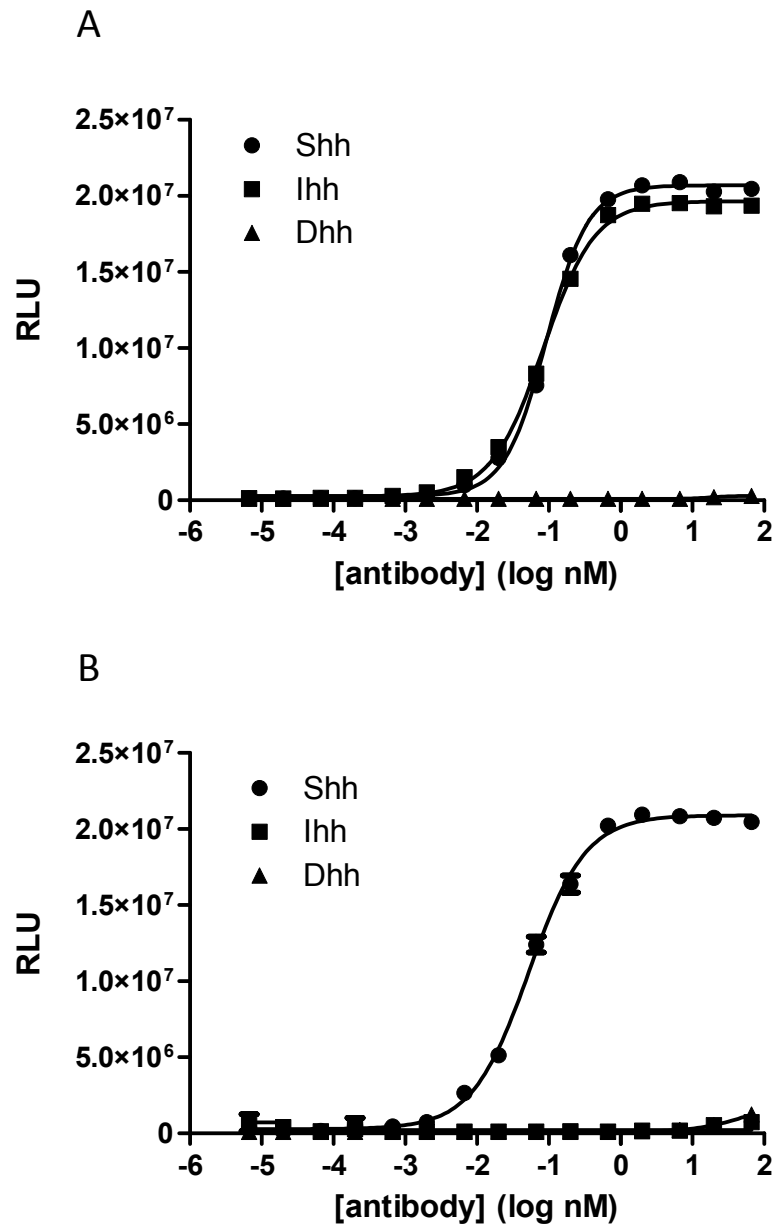 A
2.5×10⁷
2.0×10⁷
1.5×10⁷
1.0×10⁷
5.0×10⁶
0
RLU
Shh
Ihh
Dhh
-6 -5 -4 -3 -2 -1 0 1 2
[antibody] (log nM)
B
2.5×10⁷
2.0×10⁷
1.5×10⁷
1.0×10⁷
5.0×10⁶
0
RLU
Shh
Ihh
Dhh
-6 -5 -4 -3 -2 -1 0 1 2
[antibody] (log nM)